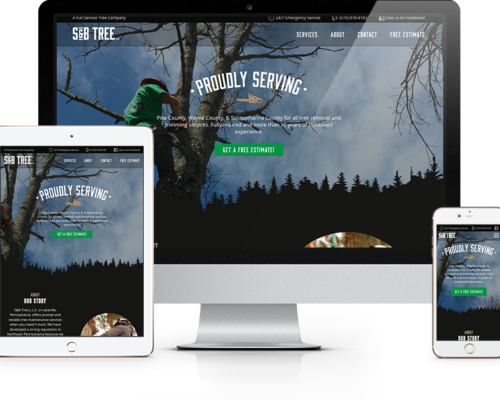 A Full Service Tree Company
24/7 Emergency Service
Like us on Facebook!
S&B TREE
SERVICES ABOUT CONTACT FREE ESTIMATE
· PROUDLY SERVING ·
Pike County, Wayne County, & Susquehanna County for all tree removal and
trimming services. Fully insured and more than 16 years of combined
experience.
GET A FREE ESTIMATE!
S&B TREE
SERVICES ABOUT CONTACT FREE ESTIMATE
· PROUDLY SERVING ·
GET A FREE ESTIMATE!
ABOUT
OUR STORY
S&B Tree L.L.C. in Lakeville,
Pennsylvania, offers prompt and
reliable tree maintenance services
when you need it most. We have
developed a strong reputation in
Northeast Pennsylvania because we
S&B TREE
· PROUDLY SERVING ·
GET A FREE ESTIMATE!
ABOUT
OUR STORY